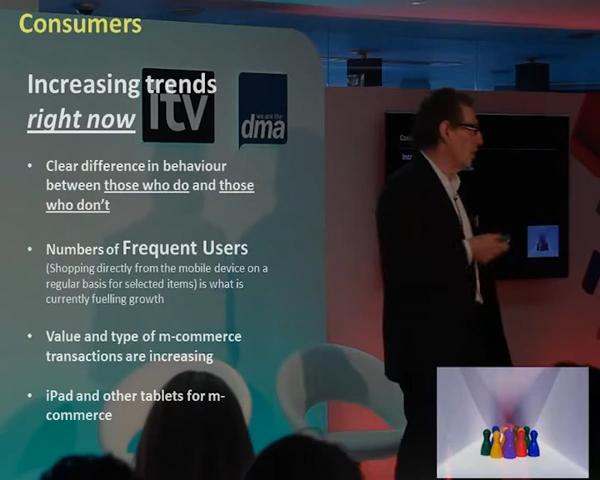 Consumers
Increasing trends
right now
itv
we are the
dma
• Clear difference in behaviour
between those who do and those
who don't
• Numbers of Frequent Users
(Shopping directly from the mobile device on a
regular basis for selected items) is what is
currently fuelling growth
• Value and type of m-commerce
transactions are increasing
• iPad and other tablets for m-
commerce